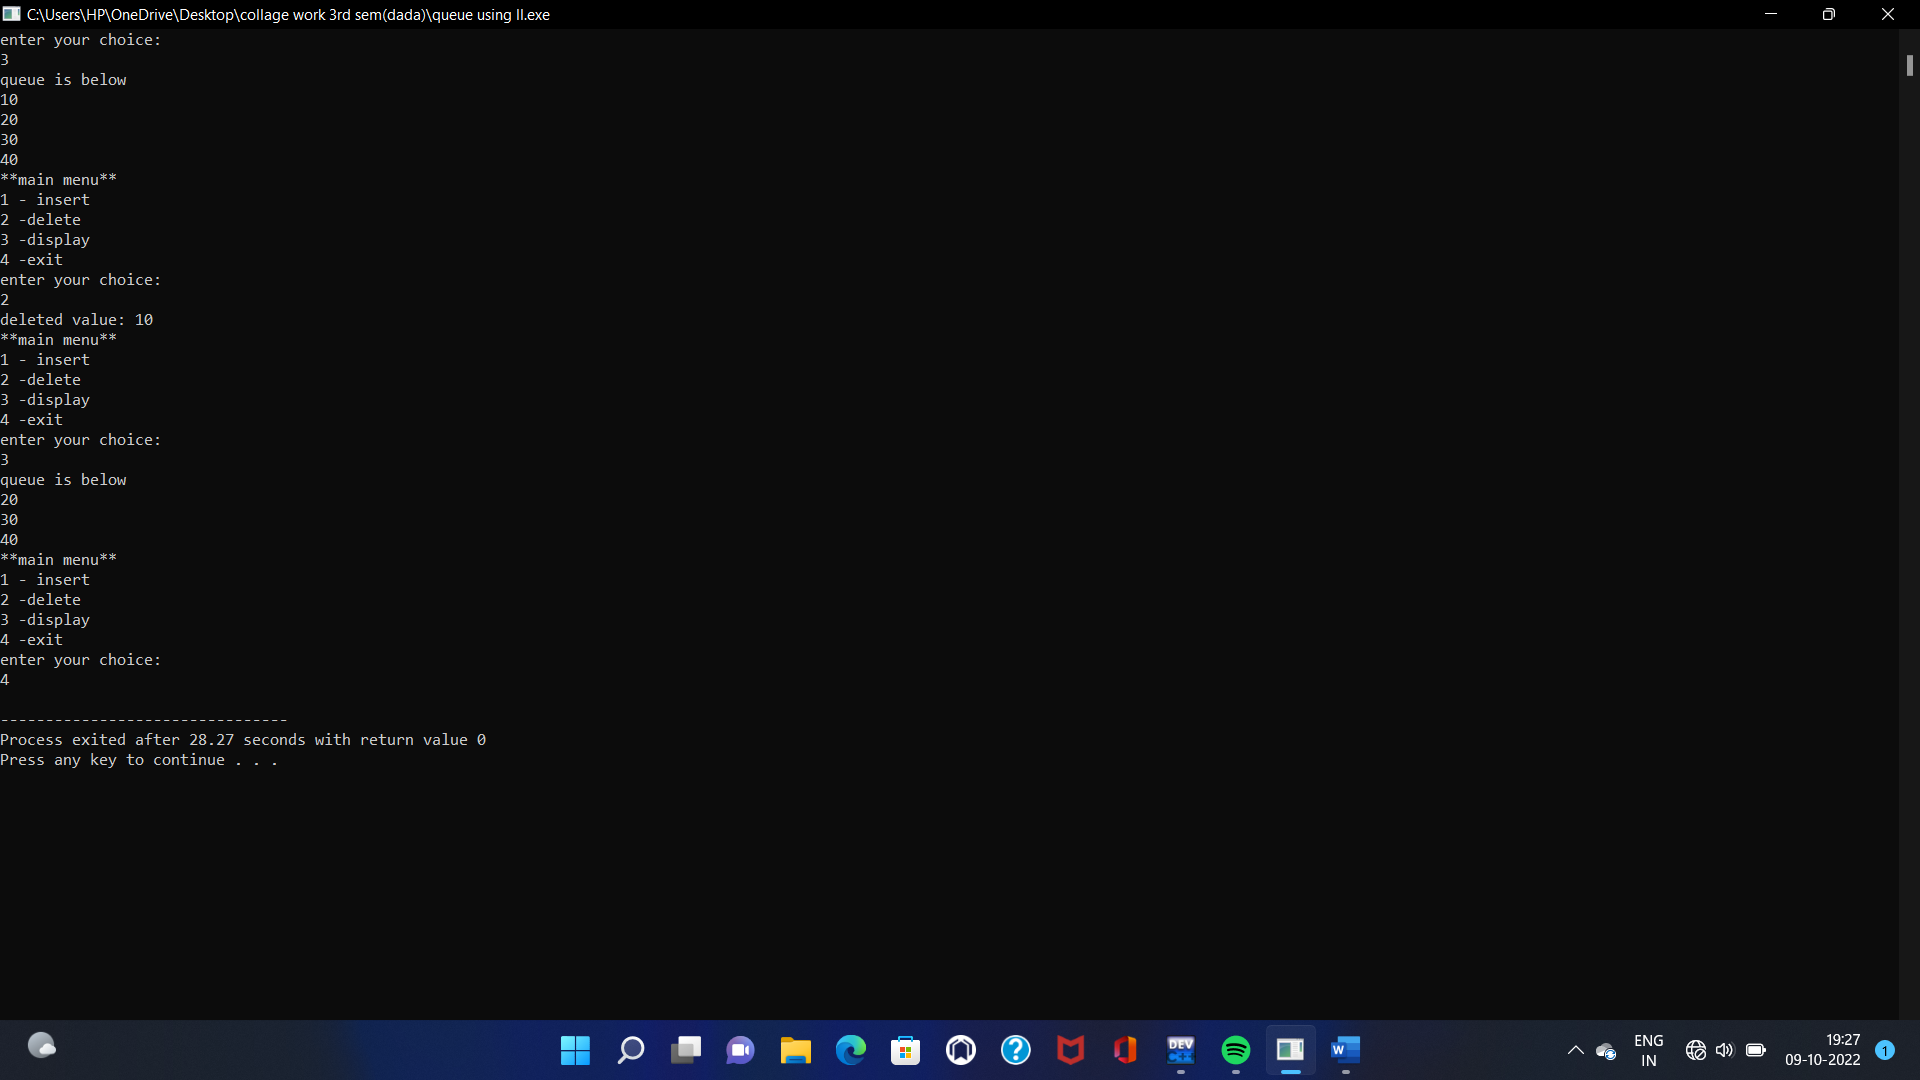 C:\Users\HP\OneDrive\Desktop\collage work 3rd sem(dada)\queue using ll.exe
enter your choice:
3
queue is below
10
20
30
40
**main menu**
1 - insert
2 -delete
3 -display
4 -exit
enter your choice:
2
deleted value: 10
**main menu**
1 - insert
2 -delete
3 -display
4 -exit
enter your choice:
3
queue is below
20
30
40
**main menu**
1 - insert
2 -delete
3 -display
4 -exit
enter your choice:
4
--------------------------------
Process exited after 28.27 seconds with return value 0
Press any key to continue . . .
DEV
C++
W
ENG
IN
19:27
09-10-2022
1